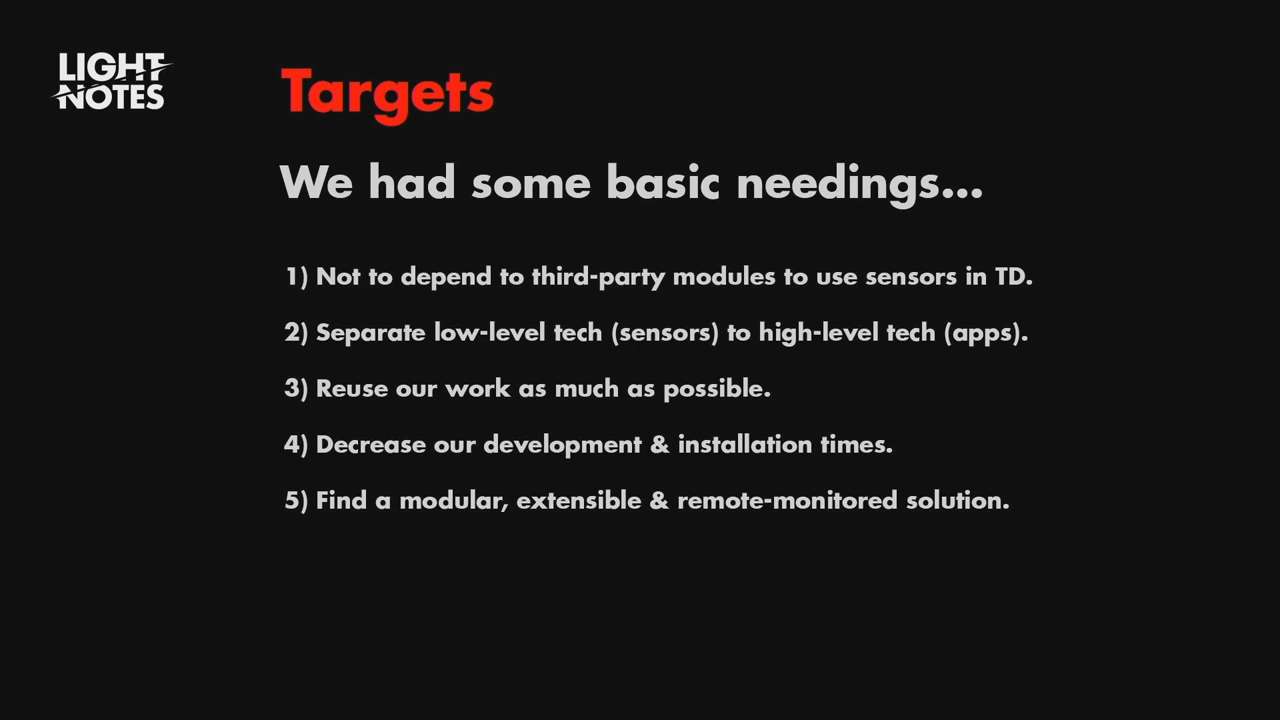 LIGHT
NOTES
Targets
We had some basic needings...
1) Not to depend to third-party modules to use sensors in TD.
2) Separate low-level tech (sensors) to high-level tech (apps).
3) Reuse our work as much as possible.
4) Decrease our development & installation times.
5) Find a modular, extensible & remote-monitored solution.